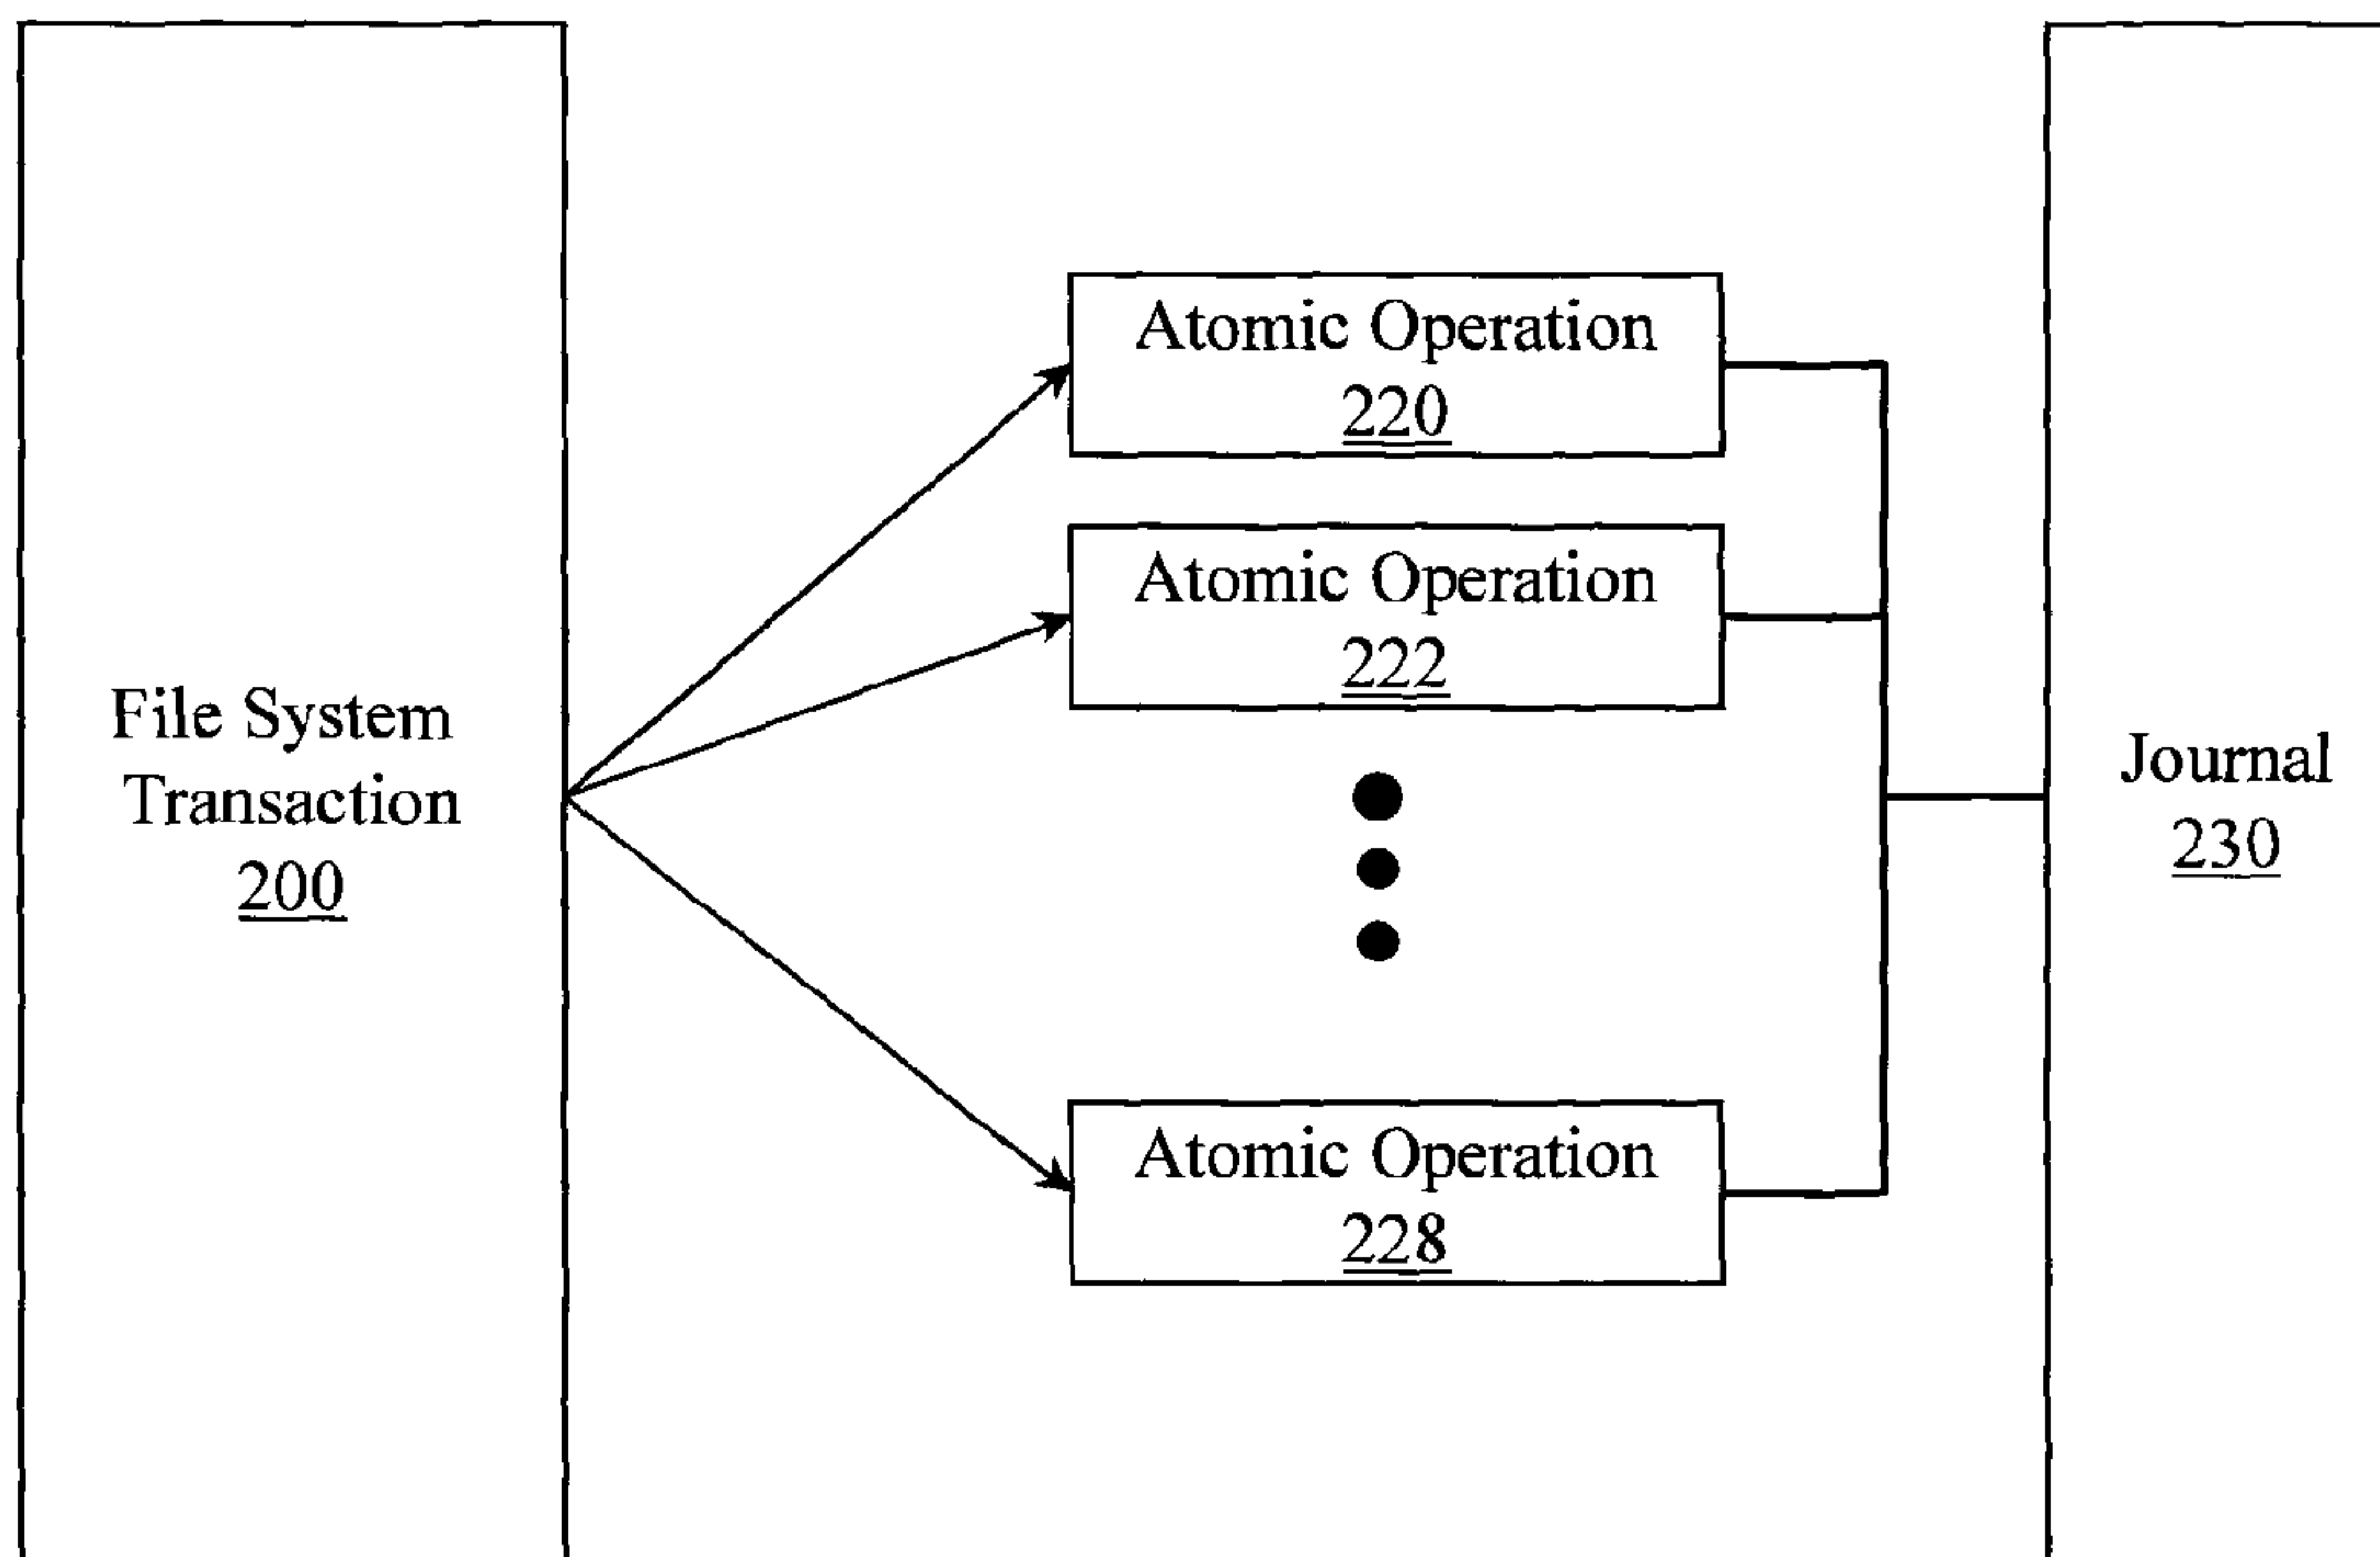 File System
Transaction
200
Atomic Operation
220
Atomic Operation
222
Atomic Operation
228
Journal
230